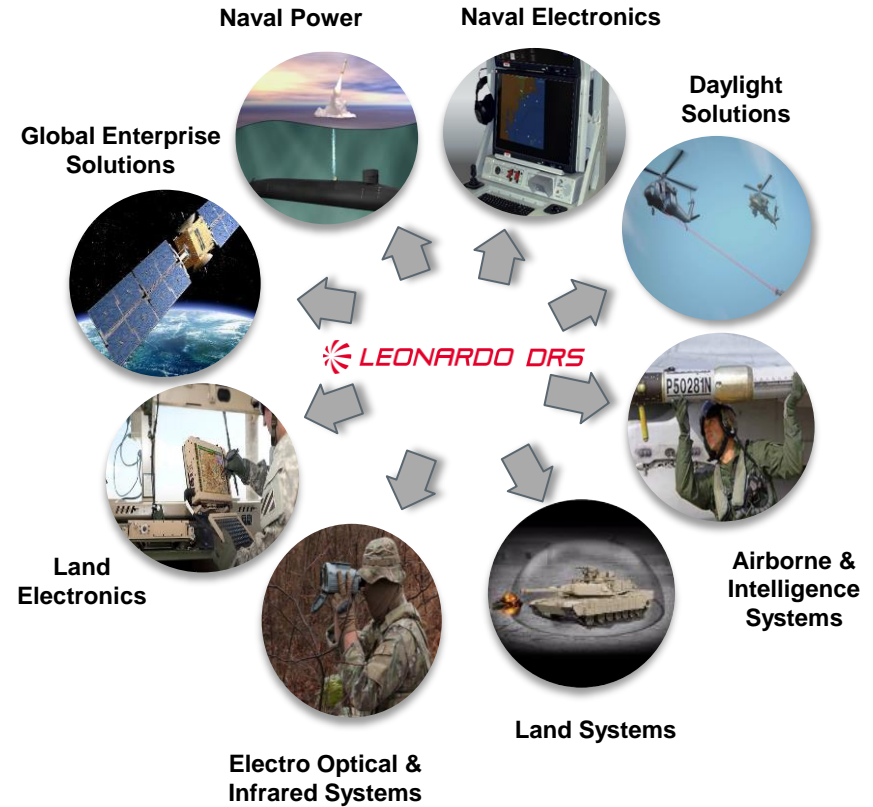 Naval Power
Naval Electronics
Daylight
Solutions
Global Enterprise
Solutions
LEONARDO DRS
P50281N
Land
Electronics
Airborne &
Intelligence
Systems
Land Systems
Electro Optical &
Infrared Systems